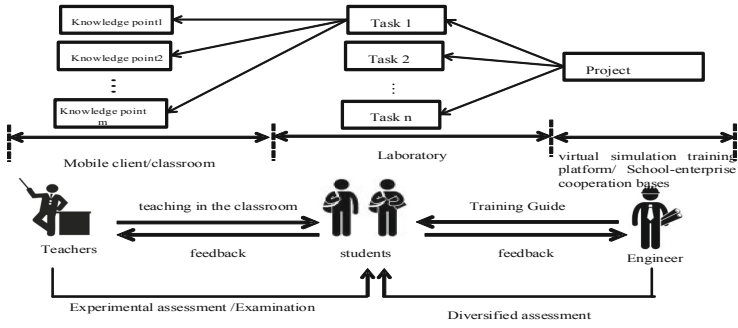 Knowledge point1
Task 1
Knowledge point2
Task 2
Project
Knowledge point
m
Task n
Mobile client/classroom
Laboratory
virtual simulation training
platform/ School-enterprise
cooperation bases
teaching in the classroom
Training Guide
Teachers
feedback
students
feedback
Engineer
Experimental assessment /Examination
Diversified assessment